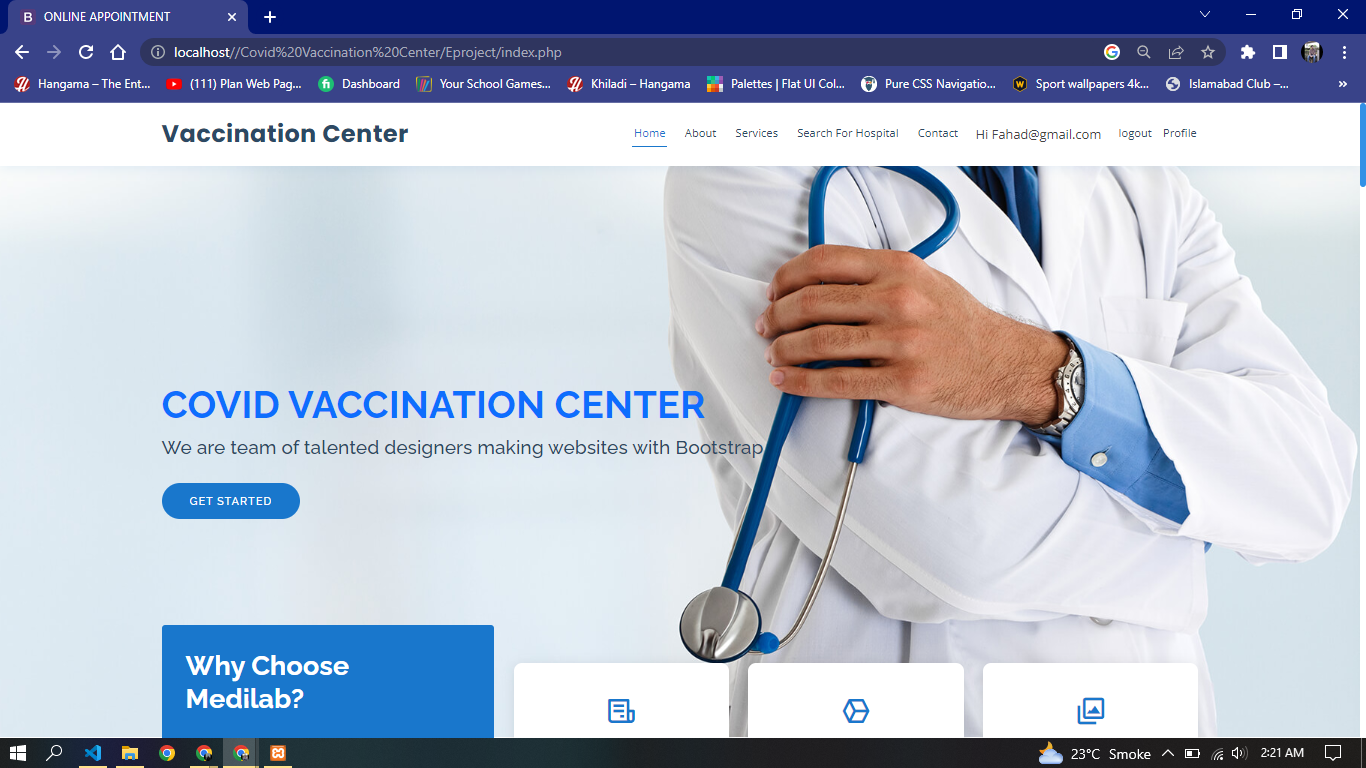 B ONLINE APPOINTMENT
localhost//Covid%20Vaccination%20Center/Eproject/index.php
Hangama – The Ent... (111) Plan Web Pag... fi Dashboard Your School Games... Khiladi – Hangama Palettes | Flat UI Col... Pure CSS Navigatio... W Sport wallpapers 4k... Islamabad Club –... »
Vaccination Center Home About Services Search For Hospital Contact Hi Fahad@gmail.com logout Profile
COVID VACCINATION CENTER
We are team of talented designers making websites with Bootstrap
GET STARTED
Why Choose
Medilab?
23°C Smoke 2:21 AM